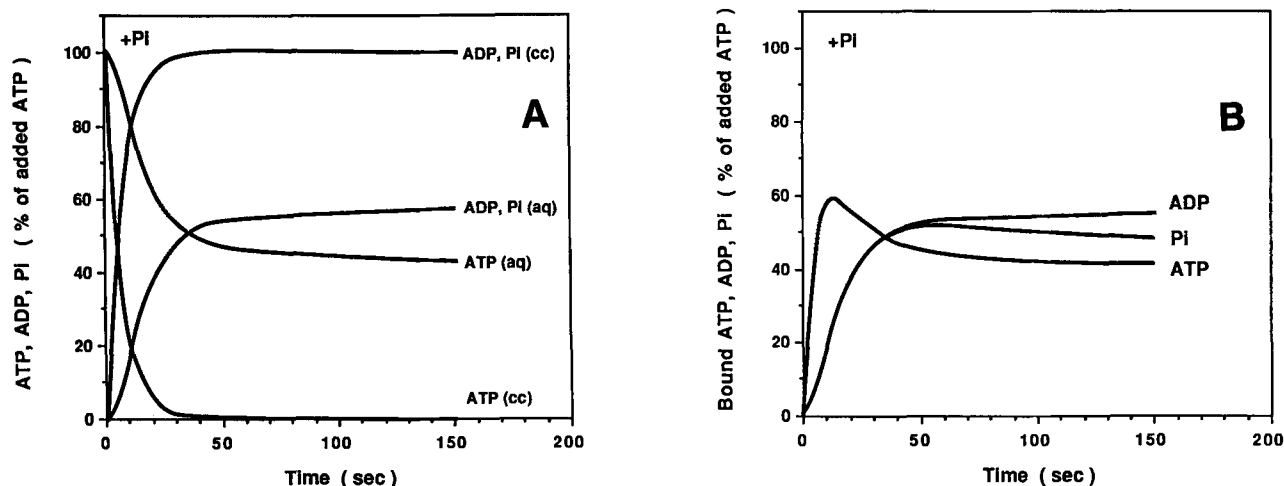 ATP, ADP, Pi ( % of added ATP)
100
80
60
40
20
0
+Pi
ADP, Pi (cc)
A
ADP, Pi (aq)
ATP (aq)
ATP (cc)
0 50 100 150 200
Time ( sec)
Bound ATP, ADP, Pi ( % of added ATP)
100
80
60
40
20
0
+Pi
B
ADP
Pi
ATP
0 50 100 150 200
Time ( sec)